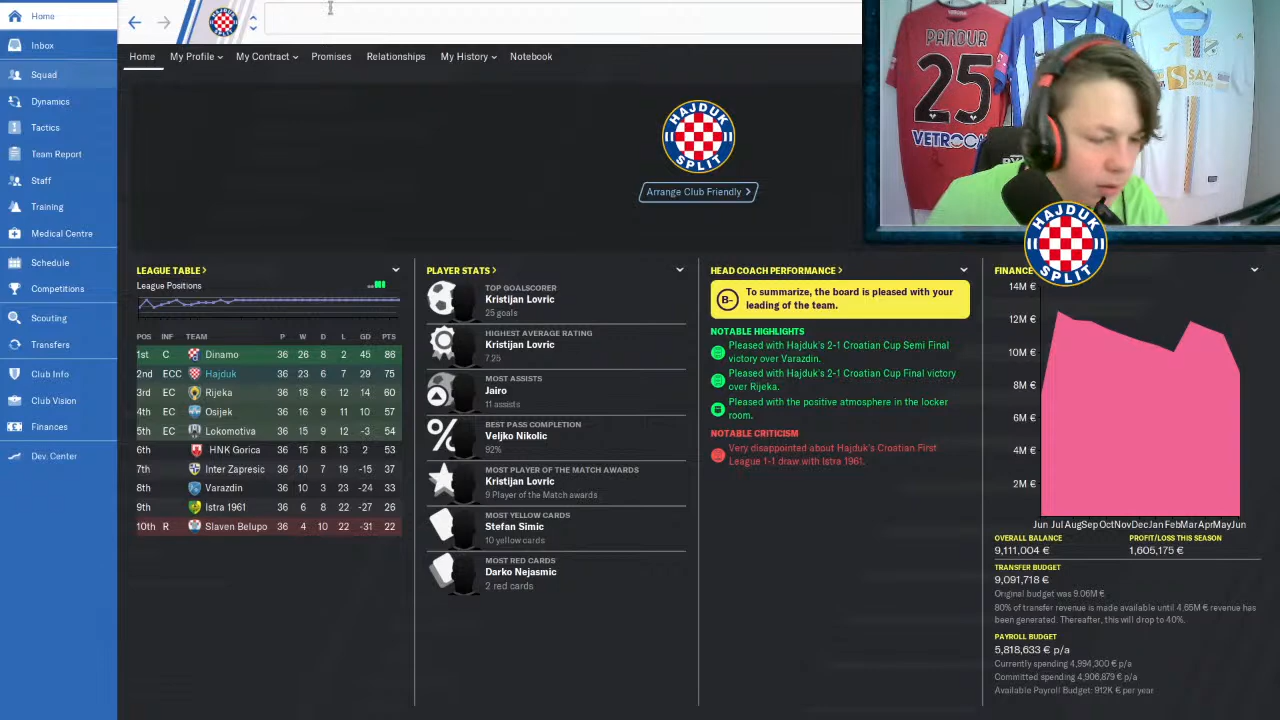 Home
Inbox
Squad
Dynamics
Tactics
Team Report
Staff
Training
Medical Centre
Schedule
Competitions
Scouting
Transfers
Club Info
Club Vision
Finances
Dev. Center
Home My Profile My Contract Promises Relationships My History Notebook
HAJDUK
SPLIT
Arrange Club Friendly
PANDUR
25
VETROC
SAYA
HAJDUK
SPLIT
LEAGUE TABLE
League Positions
POS INF TEAM P W D L GD PTS
1st C Dinamo 36 26 8 2 45 86
2nd ECC Hajduk 36 23 6 7 29 75
3rd EC Rijeka 36 18 6 12 14 60
4th EC Osijek 36 16 9 11 10 57
5th EC Lokomotiva 36 15 9 12 -3 54
6th HNK Gorica 36 15 8 13 2 53
7th Inter Zapresic 36 10 7 19 -15 37
8th Varazdin 36 10 3 23 -24 33
9th Istra 1961 36 6 8 22 -27 26
10th R Slaven Belupo 36 4 10 22 -31 22
PLAYER STATS
TOP GOALSCORER
Kristijan Lovric
25 goals
HIGHEST AVERAGE RATING
Kristijan Lovric
7.25
MOST ASSISTS
Jairo
11 assists
BEST PASS COMPLETION
Veljko Nikolic
92%
MOST PLAYER OF THE MATCH AWARDS
Kristijan Lovric
9 Player of the Match awards
MOST YELLOW CARDS
Stefan Simic
10 yellow cards
MOST RED CARDS
Darko Nejasmic
2 red cards
HEAD COACH PERFORMANCE
B-
To summarize, the board is pleased with your
leading of the team.
NOTABLE HIGHLIGHTS
Pleased with Hajduk's 2-1 Croatian Cup Semi Final
victory over Varazdin.
Pleased with Hajduk's 2-1 Croatian Cup Final victory
over Rijeka.
Pleased with the positive atmosphere in the locker
room.
NOTABLE CRITICISM
Very disappointed about Hajduk's Croatian First
League 1-1 draw with Istra 1961.
FINANCE
14M €
12M €
10M €
8M €
6M €
4M €
2M €
Jun Jul AugSep OctNovDecJan FebMar AprMayJun
OVERALL BALANCE PROFIT/LOSS THIS SEASON
9,111,004 € 1,605,175 €
TRANSFER BUDGET
9,091,718 €
Original budget was 9.06M €
80% of transfer revenue is made available until 4.65M € revenue has
been generated. Thereafter, this will drop to 40%.
PAYROLL BUDGET
5,818,633 € p/a
Currently spending 4,994,300 € p/a
Committed spending 4,906,879 € p/a
Available Payroll Budget: 912K € per year